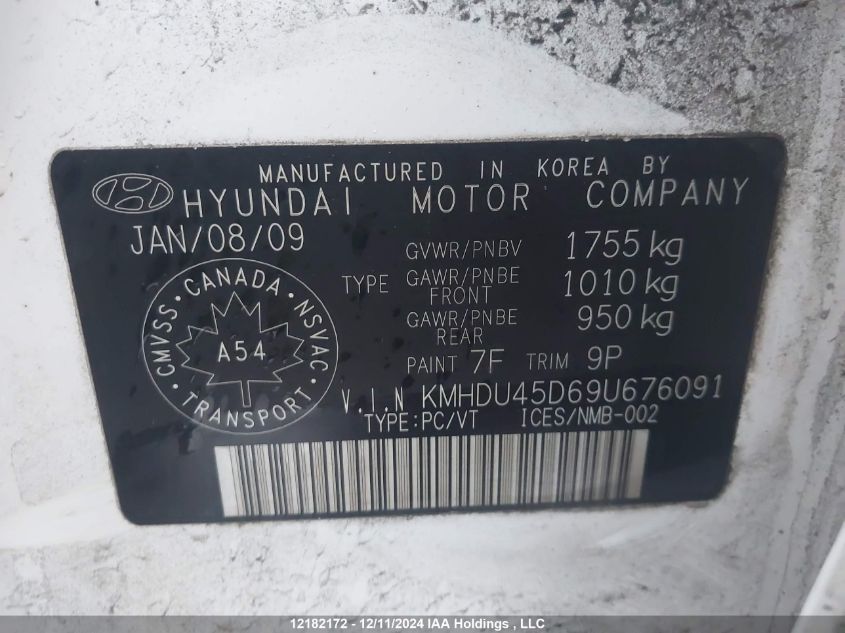 MANUFACTURED IN KOREA BY
HYUNDAI MOTOR COMPANY
JAN/08/09
GVWR/PNBV 1755 kg
TYPE GAWR/PNBE FRONT 1010 kg
GAWR/PNBE REAR 950 kg
PAINT 7F TRIM 9P
CMVSS • CANADA • NSVAC • TRANSPORT •
A54
V.I.N KMHDU45D69U676091
TYPE:PC/VT ICES/NMB-002
12182172 - 12/11/2024 IAA Holdings , LLC